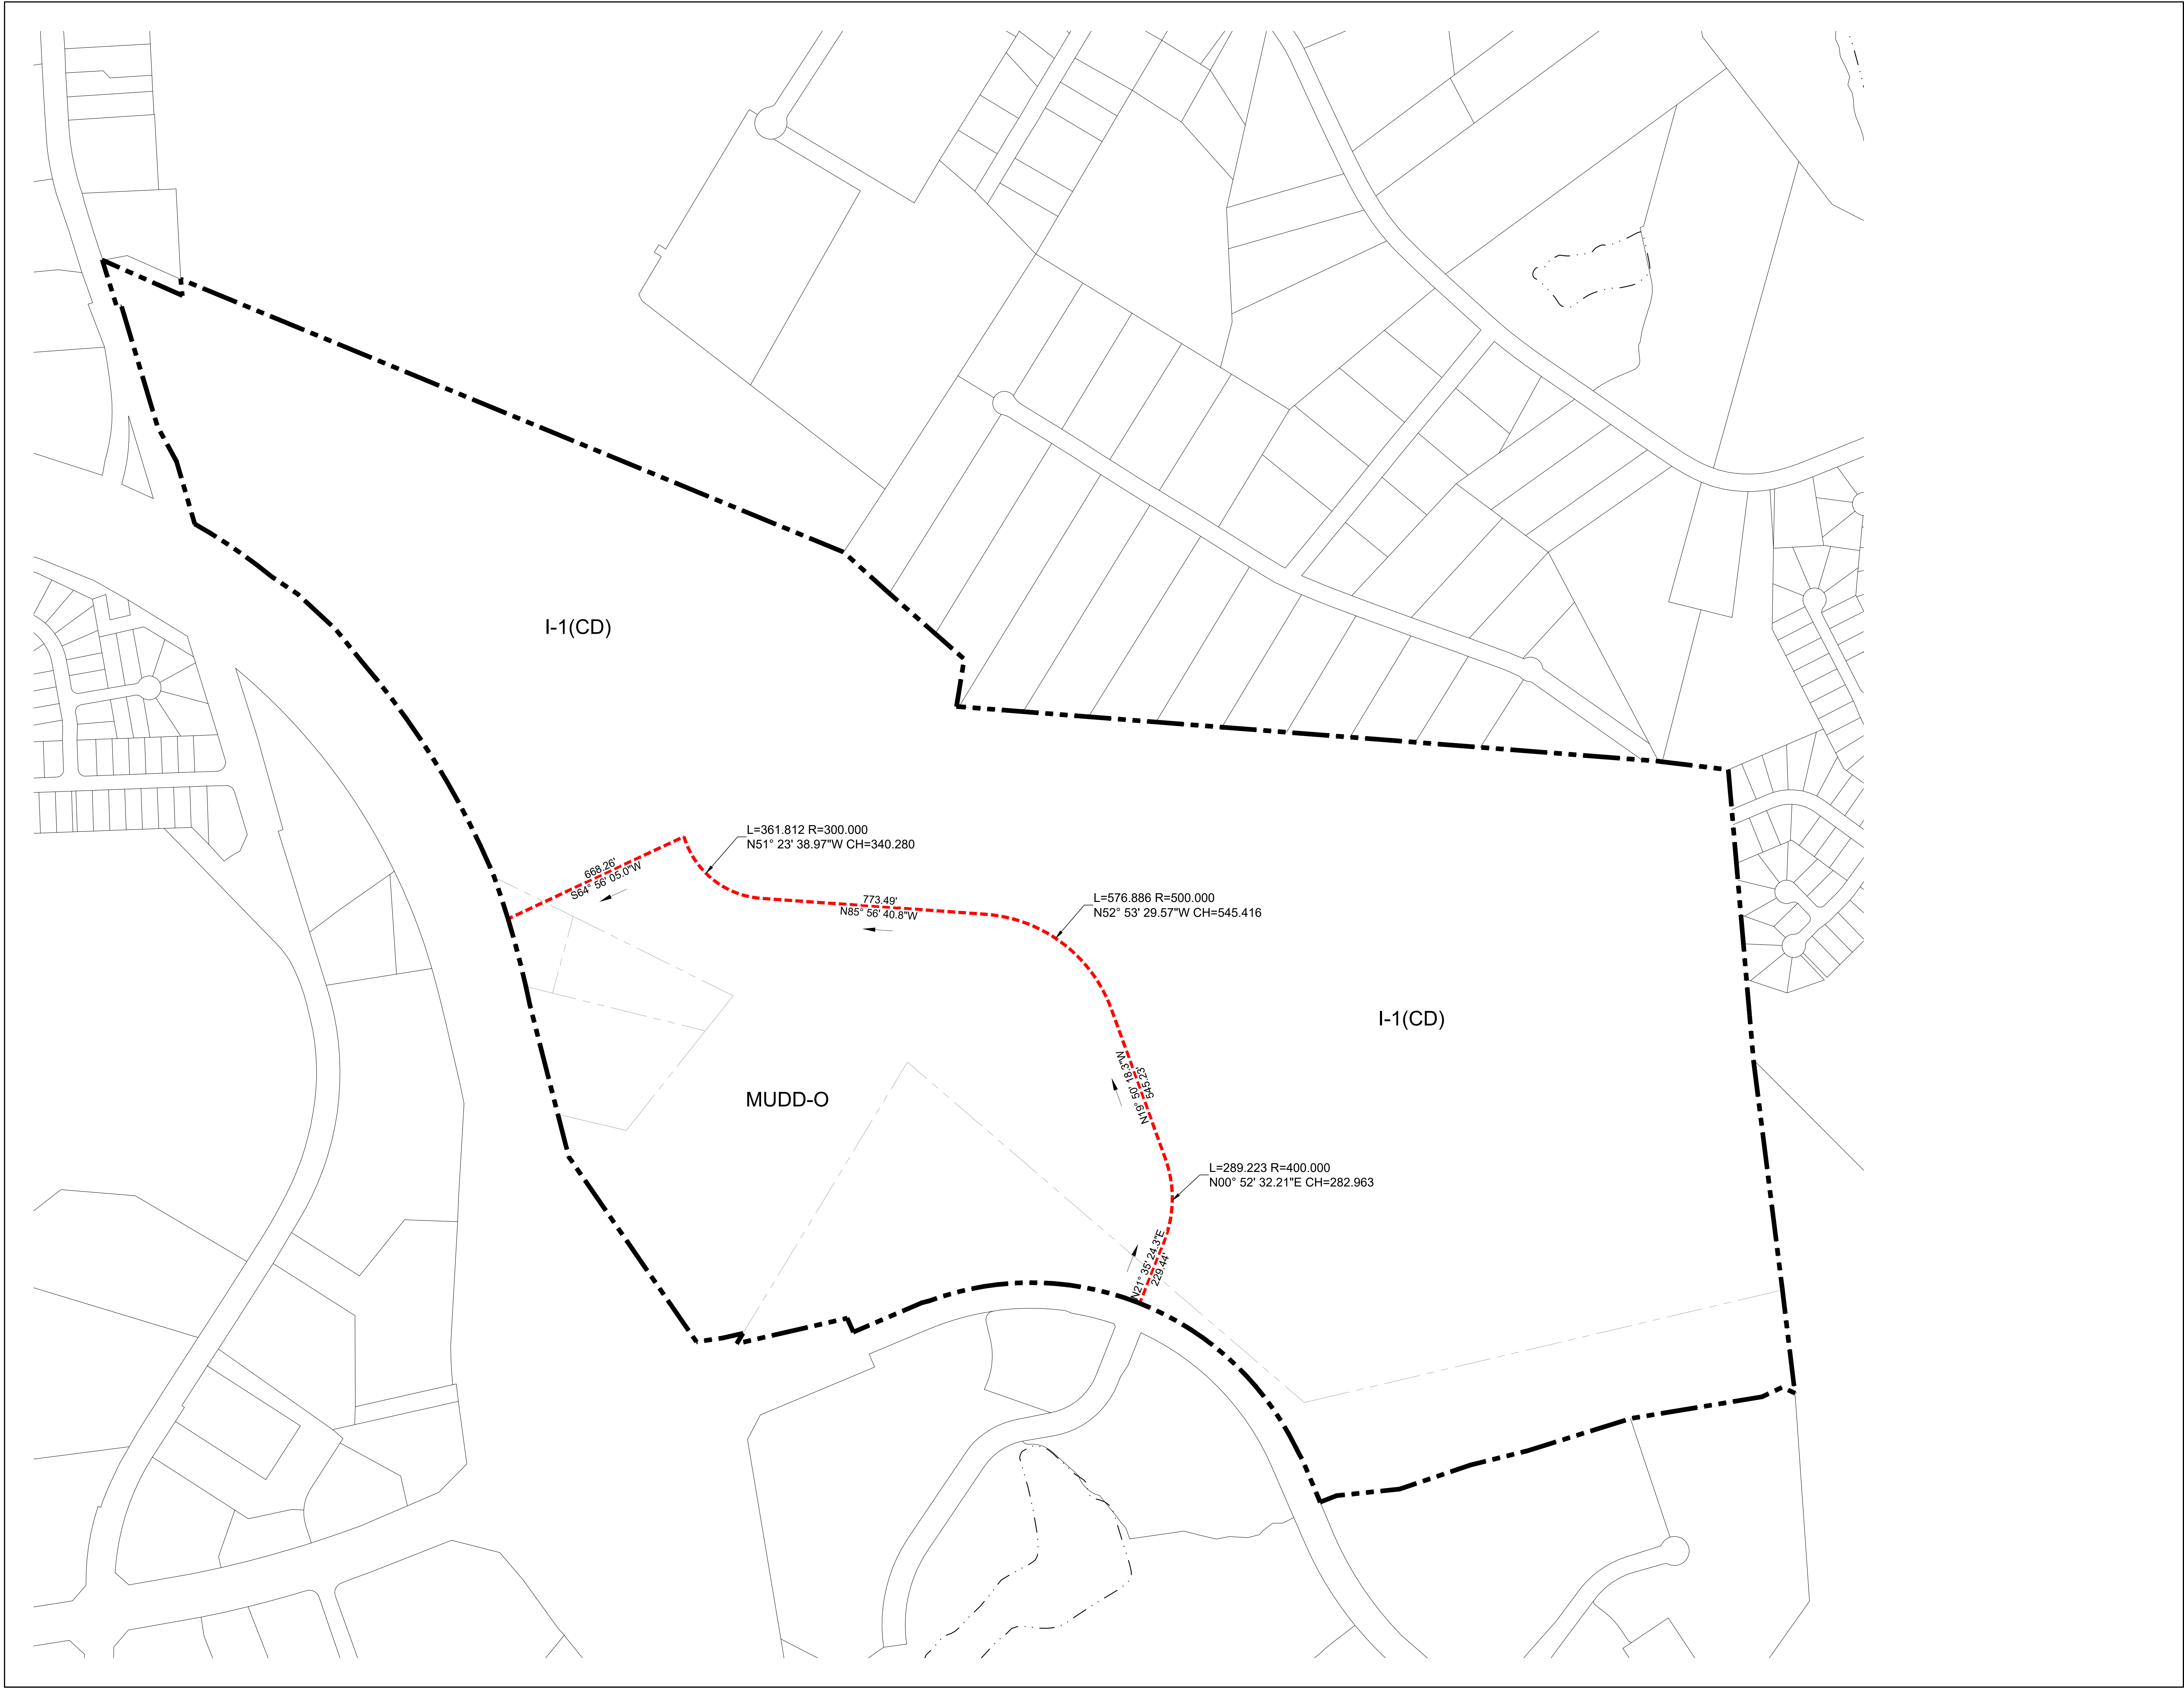 I-1(CD)
L=361.812 R=300.000
N51° 23' 38.97"W CH=340.280
668.26'
S64° 56' 05.0"W
773.49'
N85° 56' 40.8"W
L=576.886 R=500.000
N52° 53' 29.57"W CH=545.416
I-1(CD)
545.23'
N19° 50' 18.3"W
MUDD-O
L=289.223 R=400.000
N00° 52' 32.21"E CH=282.963
N21° 35' 24.3"E
229.44'